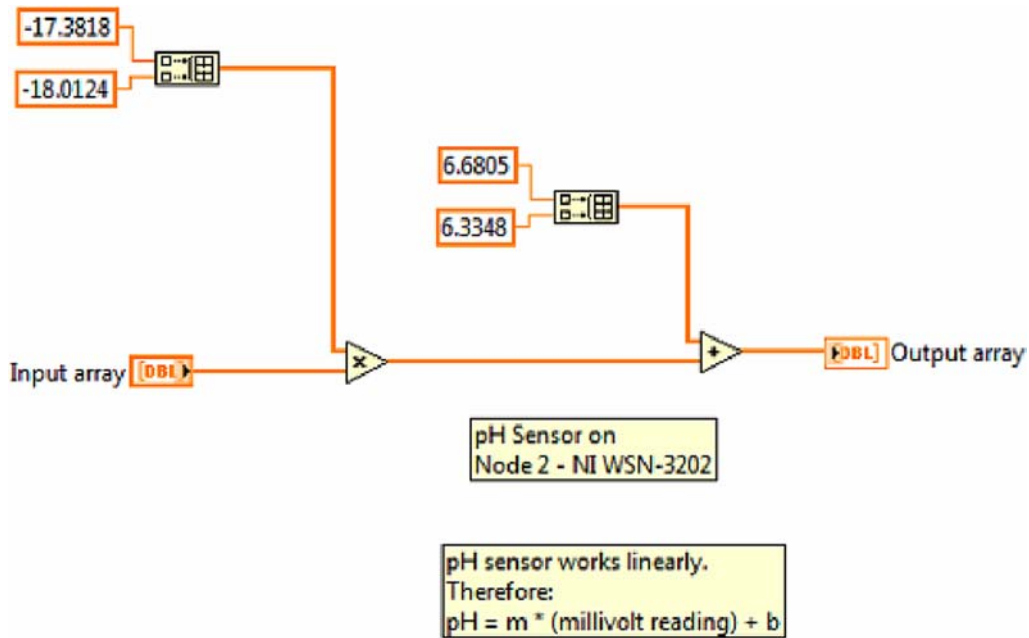 -17.3818
-18.0124
6.6805
6.3348
Input array [DBL]
x
+
[DBL] Output array
pH Sensor on
Node 2 - NI WSN-3202
pH sensor works linearly.
Therefore:
pH = m * (millivolt reading) + b